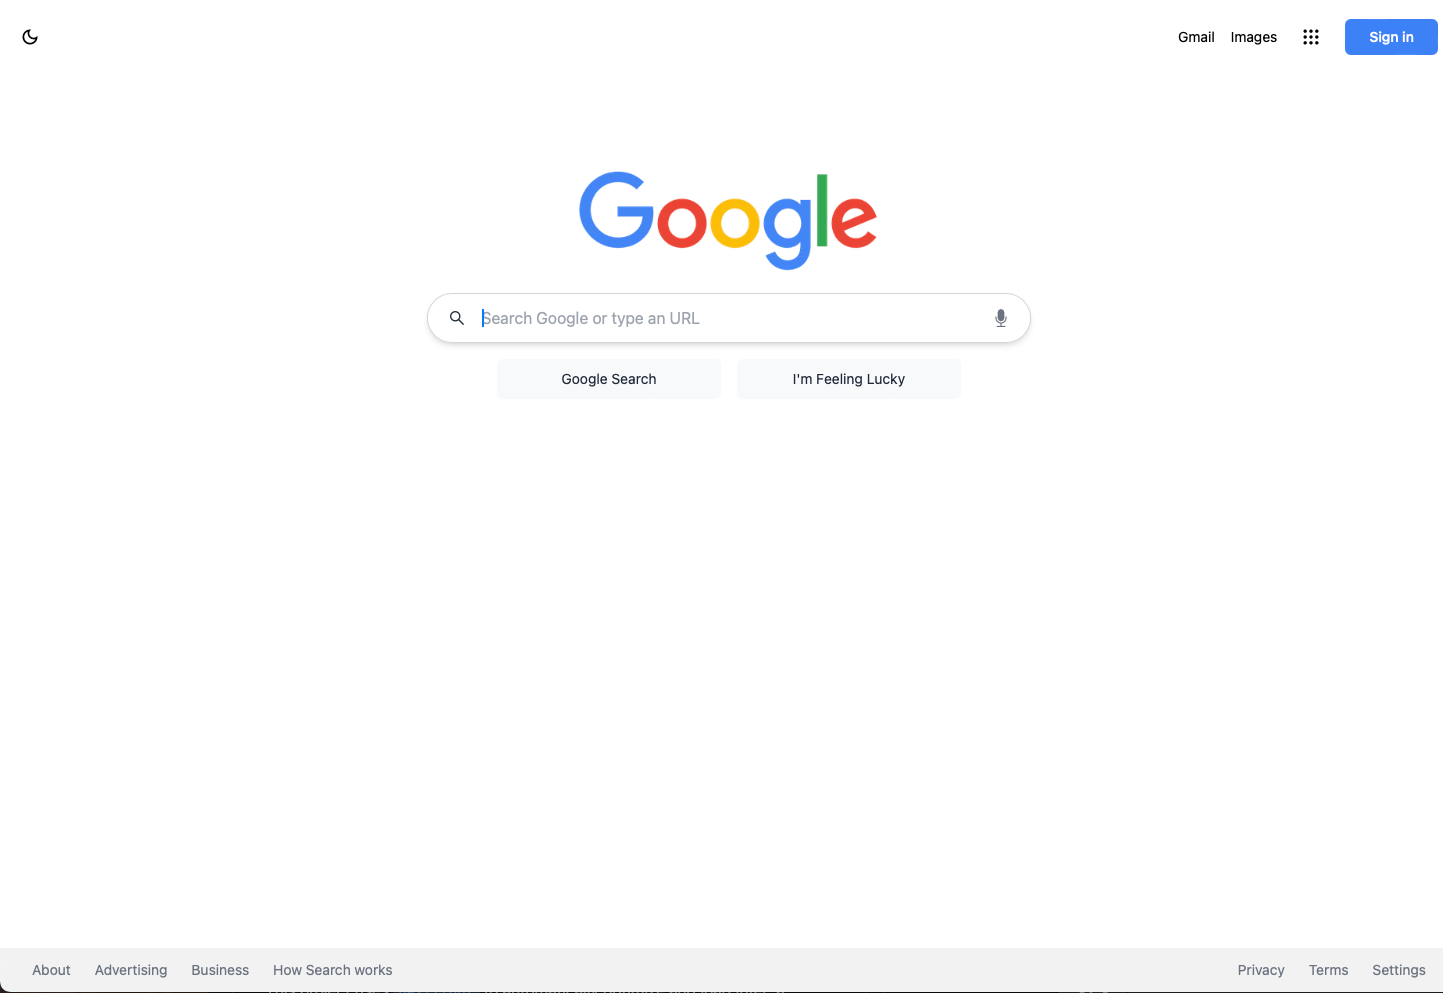 Gmail Images Sign in
Google
Search Google or type an URL
Google Search I'm Feeling Lucky
About Advertising Business How Search works Privacy Terms Settings